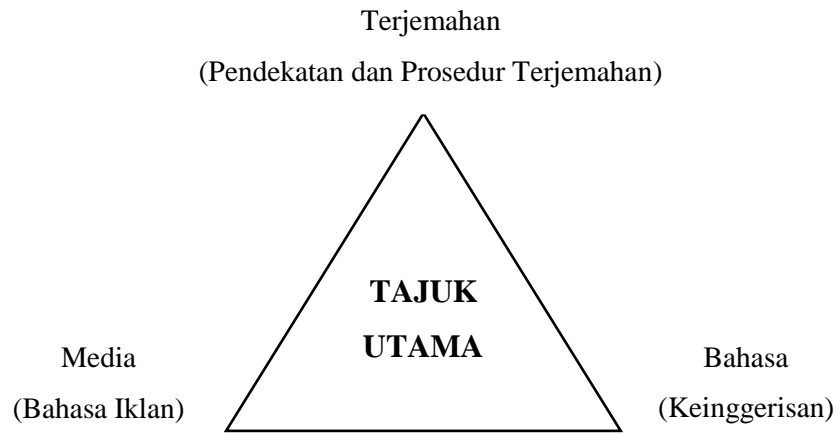 Terjemahan
(Pendekatan dan Prosedur Terjemahan)
TAJUK
UTAMA
Media
(Bahasa Iklan)
Bahasa
(Keinggerisan)